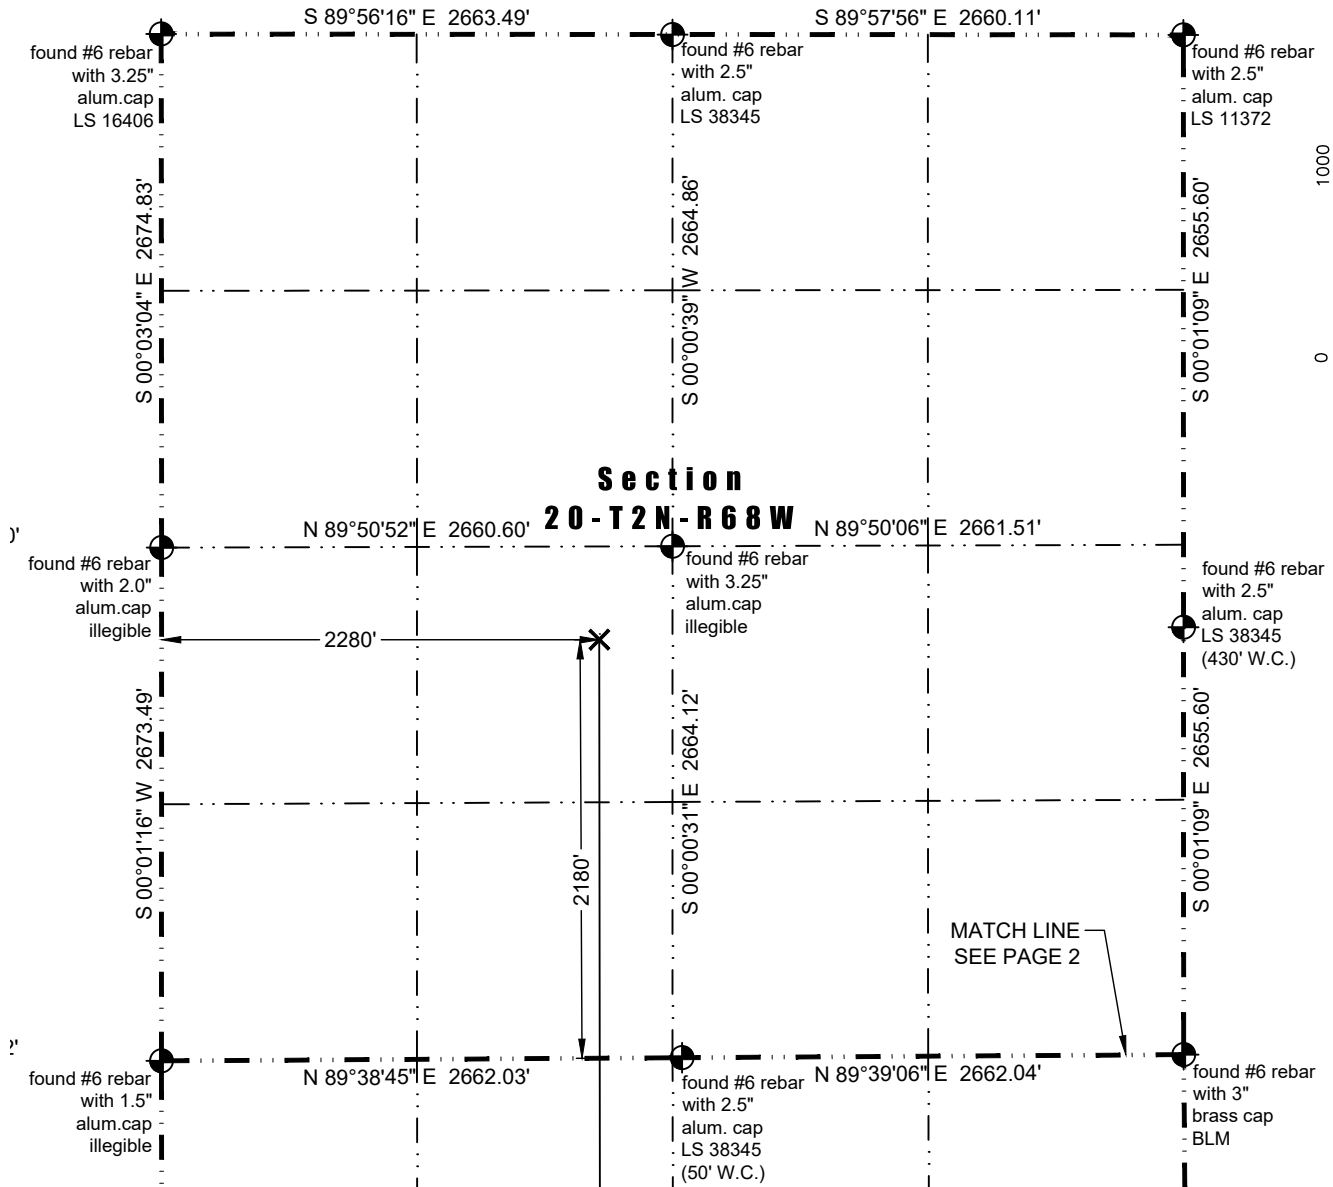 S 89°56'16" E  2663.49'
S 89°57'56" E  2660.11'
found #6 rebar
with 3.25"
alum.cap
LS 16406
found #6 rebar
with 2.5"
alum. cap
LS 38345
found #6 rebar
with 2.5"
alum. cap
LS 11372
1000
S 00°03'04" E  2674.83'
S 00°00'39" W  2664.86'
S 00°01'09" E  2655.60'
0
Section
20-T2N-R68W
N 89°50'52" E  2660.60'
N 89°50'06" E  2661.51'
found #6 rebar
with 2.0"
alum.cap
illegible
found #6 rebar
with 3.25"
alum.cap
illegible
found #6 rebar
with 2.5"
alum. cap
LS 38345
(430' W.C.)
2280'
S 00°01'16" W  2673.49'
2180'
S 00°00'31" E  2664.12'
S 00°01'09" E  2655.60'
MATCH LINE
SEE PAGE 2
N 89°38'45" E  2662.03'
N 89°39'06" E  2662.04'
found #6 rebar
with 1.5"
alum.cap
illegible
found #6 rebar
with 2.5"
alum. cap
LS 38345
(50' W.C.)
found #6 rebar
with 3"
brass cap
BLM